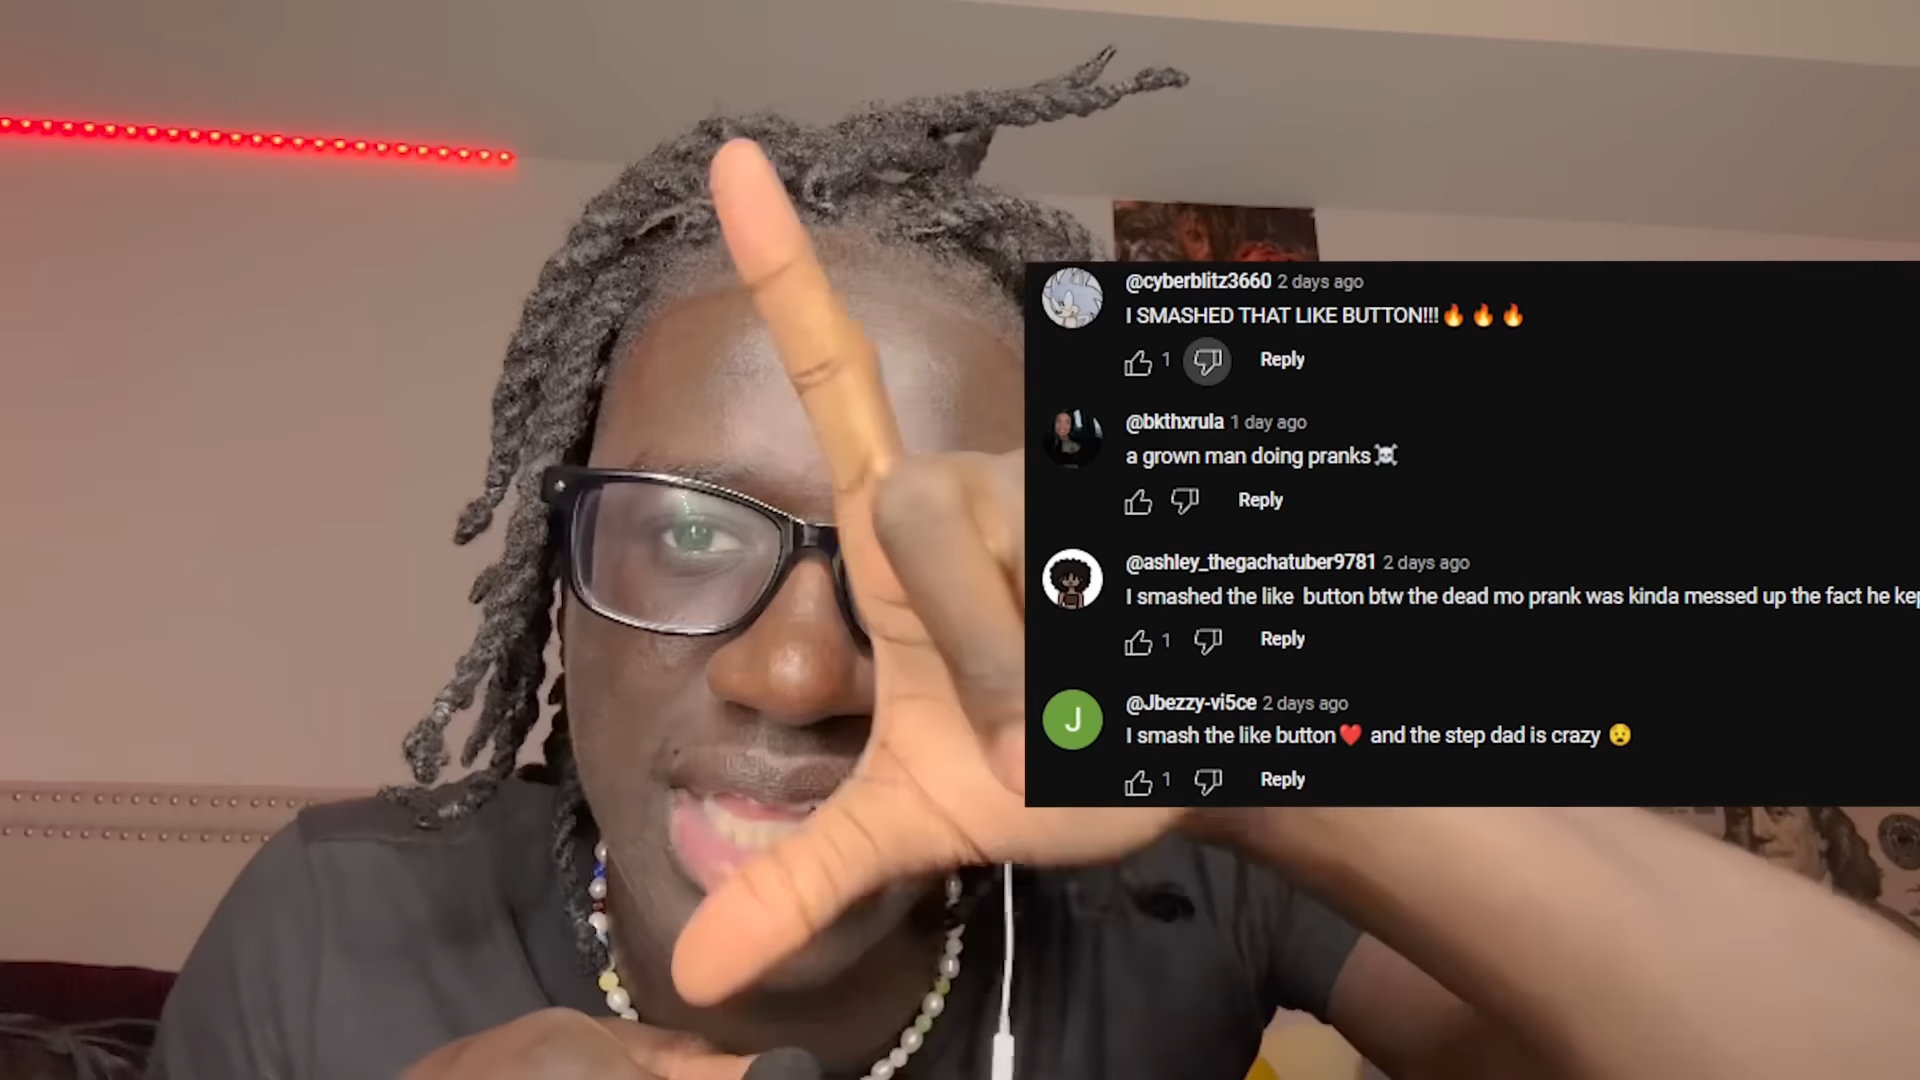 @cyberblitz3660 2 days ago
I SMASHED THAT LIKE BUTTON!!!🔥🔥🔥
1 Reply
@bkthxrula 1 day ago
a grown man doing pranks☠️
Reply
@ashley_thegachatuber9781 2 days ago
I smashed the like button btw the dead mo prank was kinda messed up the fact he kep
1 Reply
J
@Jbezzy-vi5ce 2 days ago
I smash the like button❤️ and the step dad is crazy 😧
1 Reply